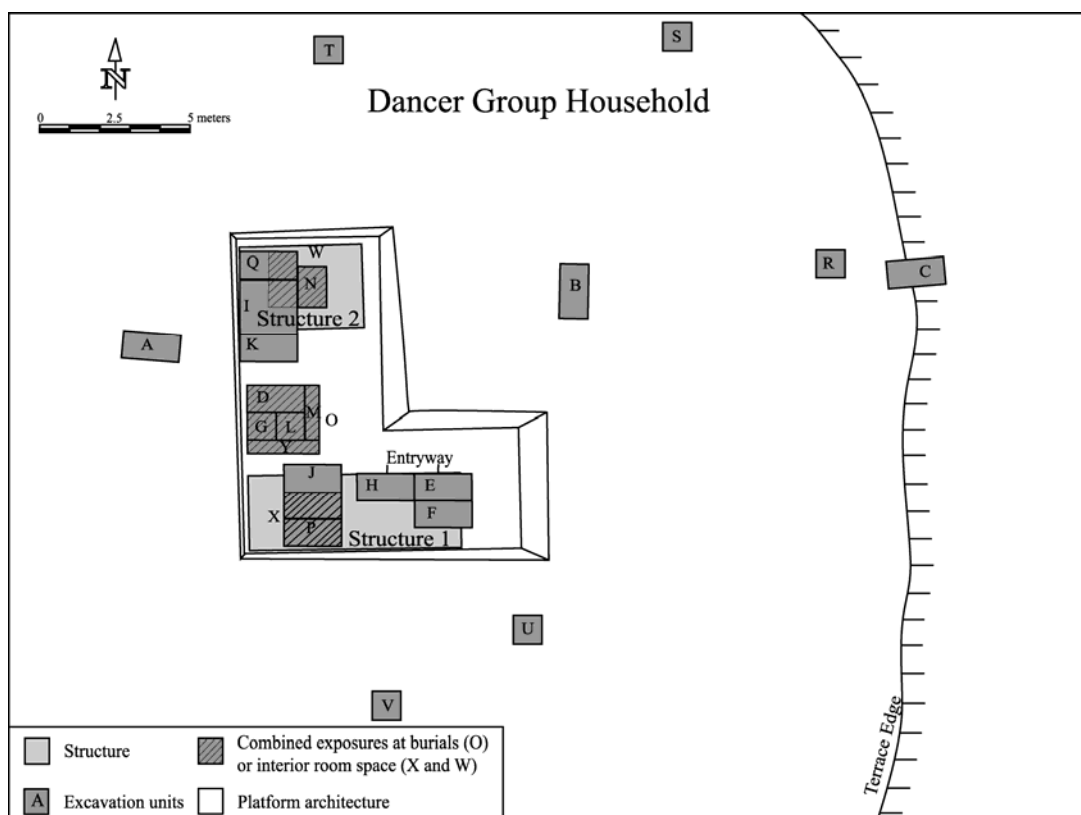 T
S
N
Dancer Group Household
0 2.5 5 meters
W
Q
N
I
Structure 2
K
A
B
R
C
D
M
O
G
L
Y
Entryway
J
H
E
X
F
P
Structure 1
U
V
Terrace Edge
Structure
Combined exposures at burials (O)
or interior room space (X and W)
A
Excavation units
Platform architecture